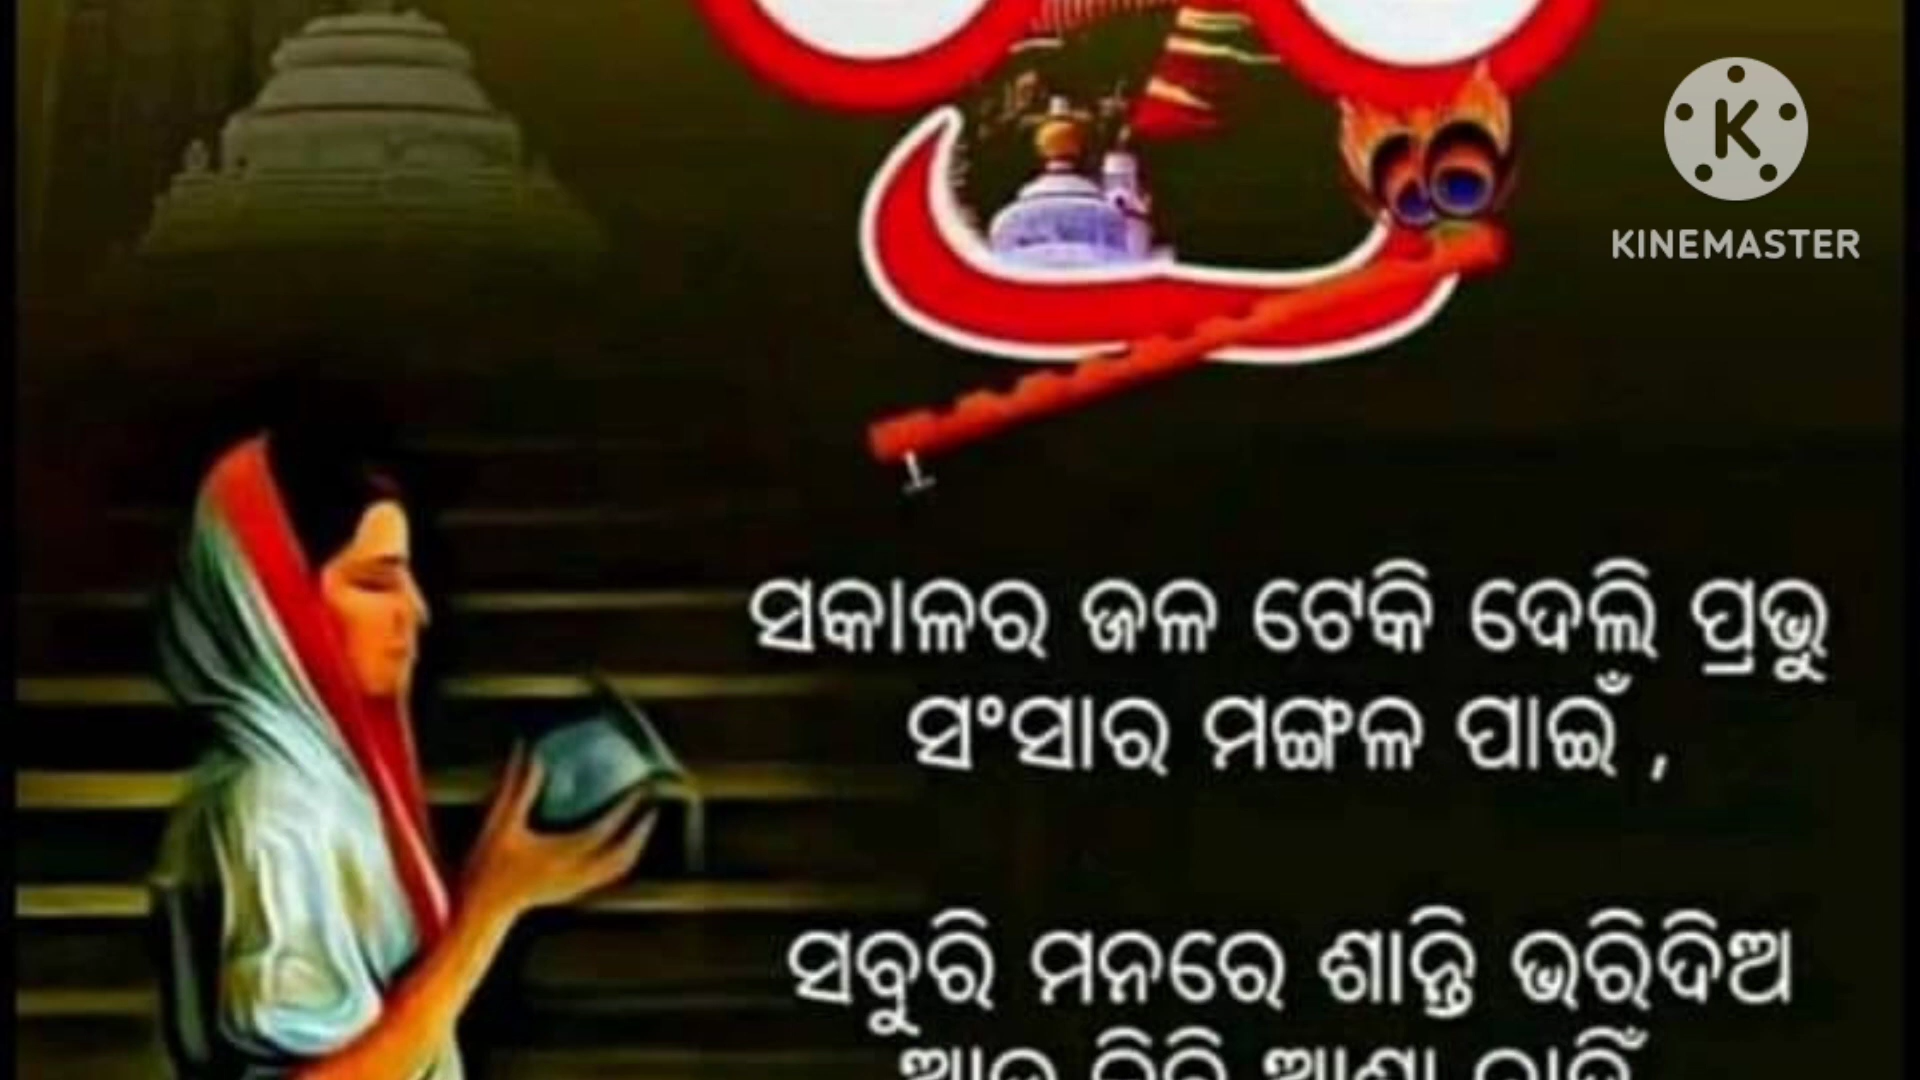 KINEMASTER
ସକାଳର ଜଳ ଟେକି ଦେଲି ପ୍ରଭୁ
ସଂସାର ମଙ୍ଗଳ ପାଇଁ ,
ସବୁରି ମନରେ ଶାନ୍ତି ଭରିଦିଅ